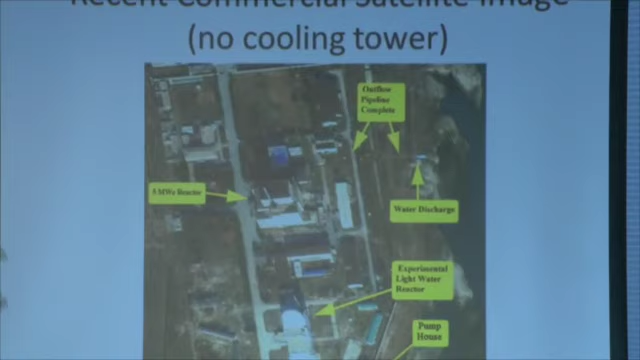 Recent Commercial Satellite Image
(no cooling tower)
Outflow
Pipeline
Complete
5 MWe Reactor
Water Discharge
Experimental
Light Water
Reactor
Pump
House